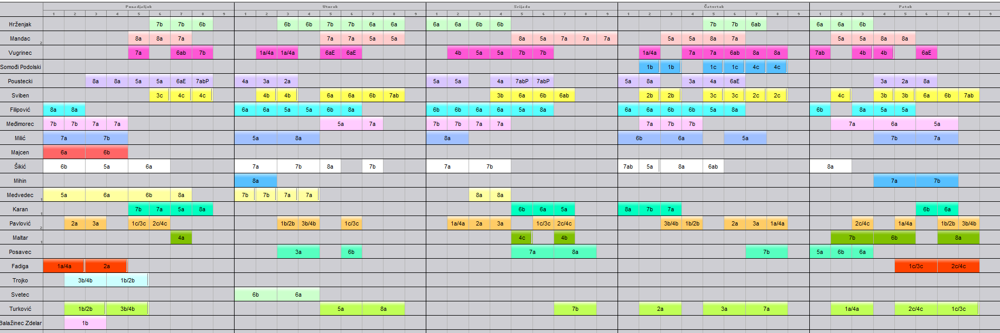 Ponedjeljak Utorak Srijeda Četvrtak Petak
1 2 3 4 5 6 7 8 9 1 2 3 4 5 6 7 8 9 1 2 3 4 5 6 7 8 9 1 2 3 4 5 6 7 8 9 1 2 3 4 5 6 7 8 9
Hrženjak 7b 7b 6b 6b 6b 7b 7b 6a 6a 6a 6a 6b 6b 7b 7b 6ab 6a 6a 6b
Mandac 2 8a 8a 7a 7a 7a 5a 5a 8a 5a 7a 7a 7a 5a 5a 8a 7a 5a 5a 8a 8a
Vugrinec 7a 6ab 7b 1a/4a 1a/4a 6aE 6aE 4b 5a 5a 7b 7b 1a/4a 7a 7a 6ab 8a 8a 7ab 4b 4b 6aE
Somođi Podolski 1b 1b 1c 1c 4c 4c
Poustecki 8a 8a 5a 5a 6aE 7abP 4a 3a 2a 5a 5a 4a 7abP 7abP 5a 8a 3a 4a 6aE 3a 2a 8a
Sviben 3c 4c 4c 4b 4b 6a 6a 6b 7ab 3b 6a 6b 6ab 2b 2b 3c 3c 2c 2c 4c 3b 3b 6a 6b 7ab
Filipović 8a 8a 6a 6a 5a 5a 6b 8a 6b 6b 6a 6a 5a 8a 6a 6a 6b 6b 5a 8a 6b 8a 5a 5a
Međimorec 7b 7b 7a 7a 5a 7a 7b 7b 7a 7a 7a 7b 7b 7a 6a 5a
Milić 7a 7b 5a 8a 8a 6b 6a 5a 7b 7a
Majcen 6a 6b
Šikić 6b 5a 6a 7a 7b 8a 7b 7a 7b 7ab 5a 8a 6ab 8a
Mihin 8a 7a 7b
Medvedec 1 5a 6a 6b 8a 7b 7b 7a 7a 8a 8a
Karan 1 7b 7a 5a 8a 6b 6a 5a 8a 7b 7a 6b 6a
Pavlović 2 2a 3a 1c/3c 2c/4c 1b/2b 3b/4b 1c/3c 1a/4a 2a 3a 1c/3c 2c/4c 3b/4b 1b/2b 2a 3a 1a/4a 2c/4c 1a/4a 1b/2b 3b/4b
Maltar 1 4a 4c 4b 7b 6b 8a
Posavec 3a 6b 7a 8a 7b 5a 6b 6a
Fadiga 1a/4a 2a 1c/3c 2c/4c
Trojko 3b/4b 1b/2b
Svetec 6b 6a
Turković 1b/2b 3b/4b 5a 8a 7b 2a 3a 7a 1a/4a 2c/4c 1c/3c
Balažinec Zdelar 1b